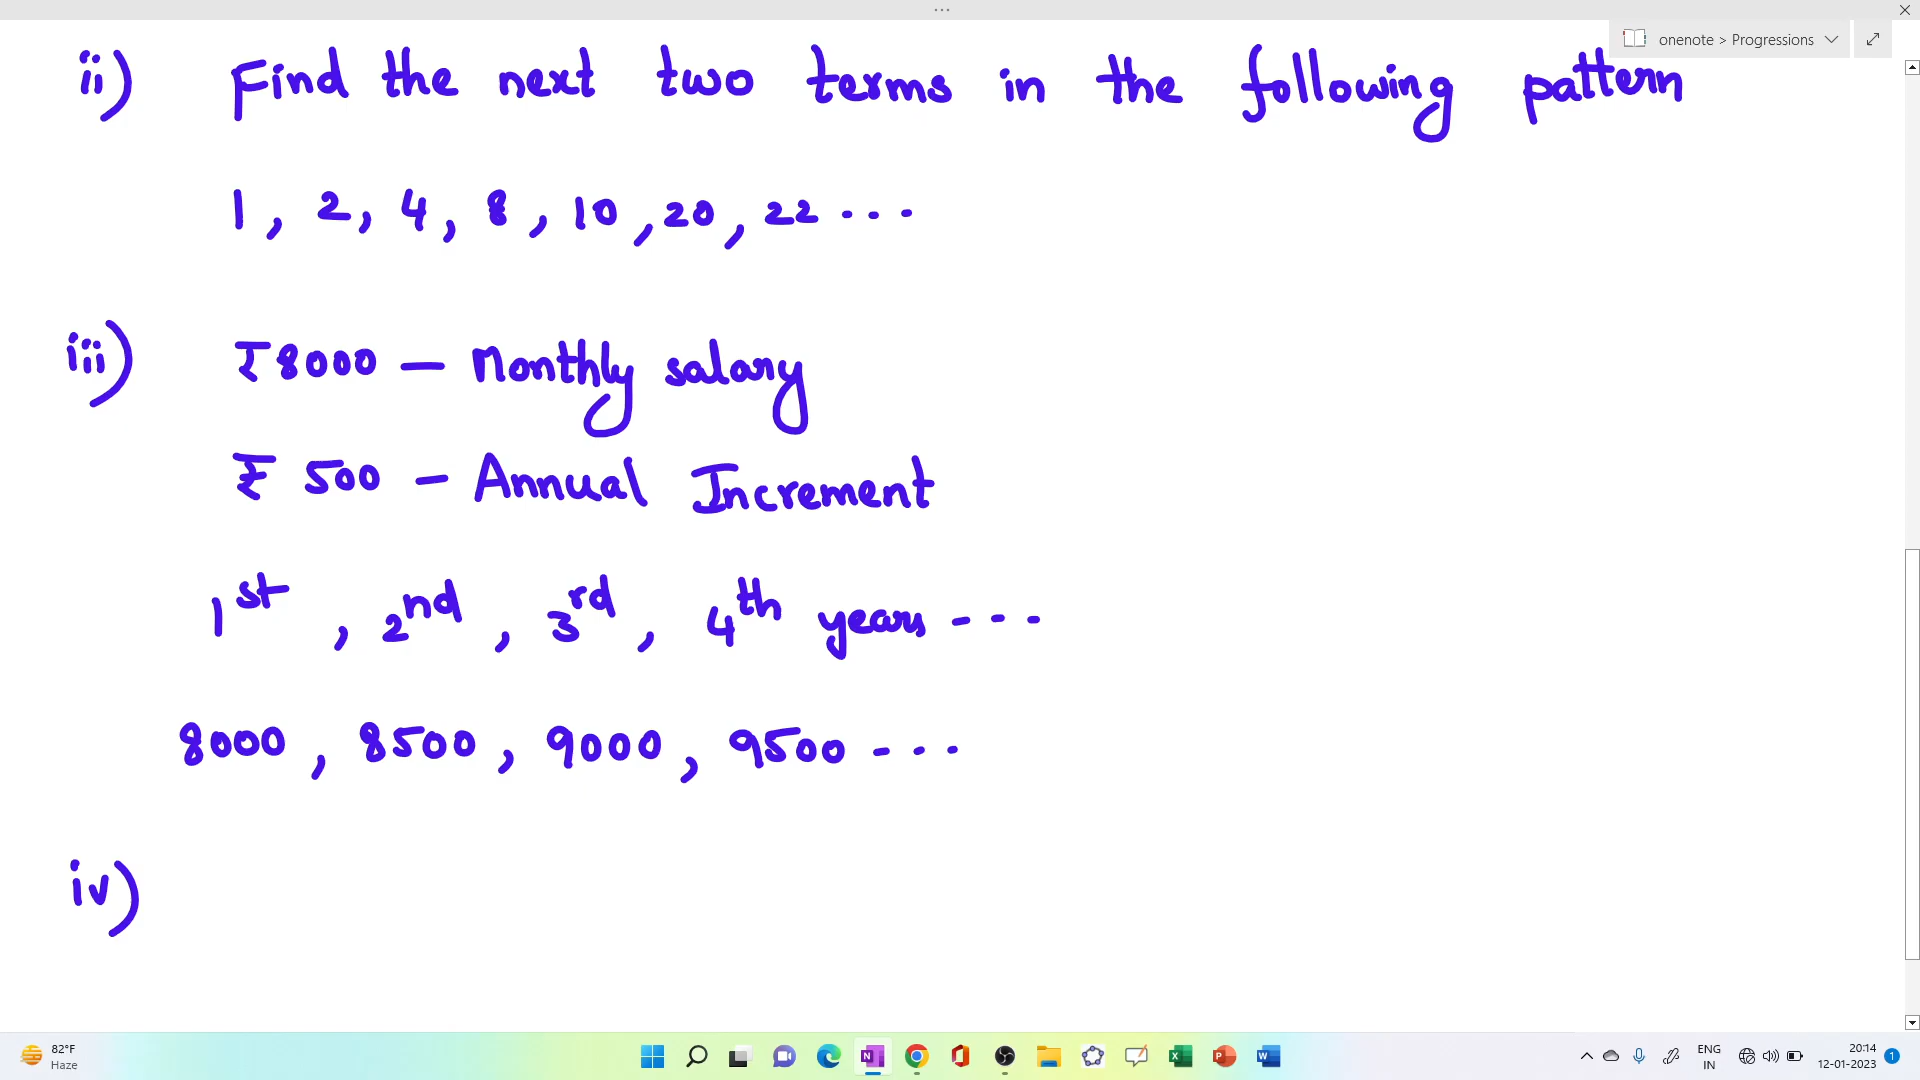 ...
onenote > Progressions
ii) Find the next two terms in the following pattern
1, 2, 4, 8, 10, 20, 22 ...
iii) ₹8000 — Monthly salary
₹ 500 — Annual Increment
1st, 2nd, 3rd, 4th years ---
8000, 8500, 9000, 9500 ---
iv)
82°F
Haze
ENG
IN
20:14
12-01-2023
1